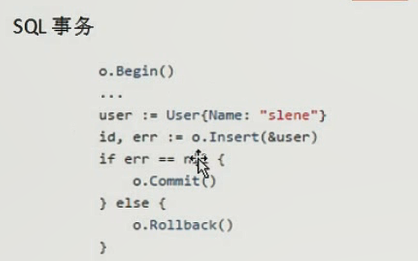 SQL 事务
o.Begin()
...
user := User{Name: "slene"}
id, err := o.Insert(&user)
if err == {
o.Commit()
} else {
o.Rollback()
}